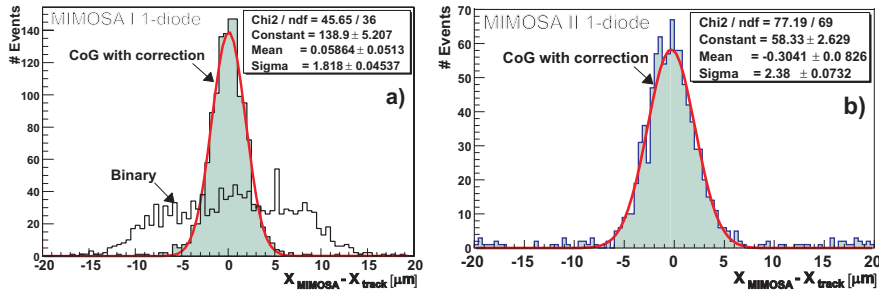 MIMOSA I 1-diode
Chi2 / ndf = 45.65 / 36
Constant = 138.9 ± 5.207
Mean = 0.05864 ± 0.0513
Sigma = 1.818 ± 0.04537
CoG with correction
a)
Binary
# Events
140
120
100
80
60
40
20
0
-20 -15 -10 -5 0 5 10 15 20
X MIMOSA - X track [µm]
MIMOSA II 1-diode
Chi2 / ndf = 77.19 / 69
Constant = 58.33 ± 2.629
Mean = -0.3041 ± 0.0 826
Sigma = 2.38 ± 0.0732
CoG with correction
b)
# Events
70
60
50
40
30
20
10
0
-20 -15 -10 -5 0 5 10 15 20
X MIMOSA - X track [µm]